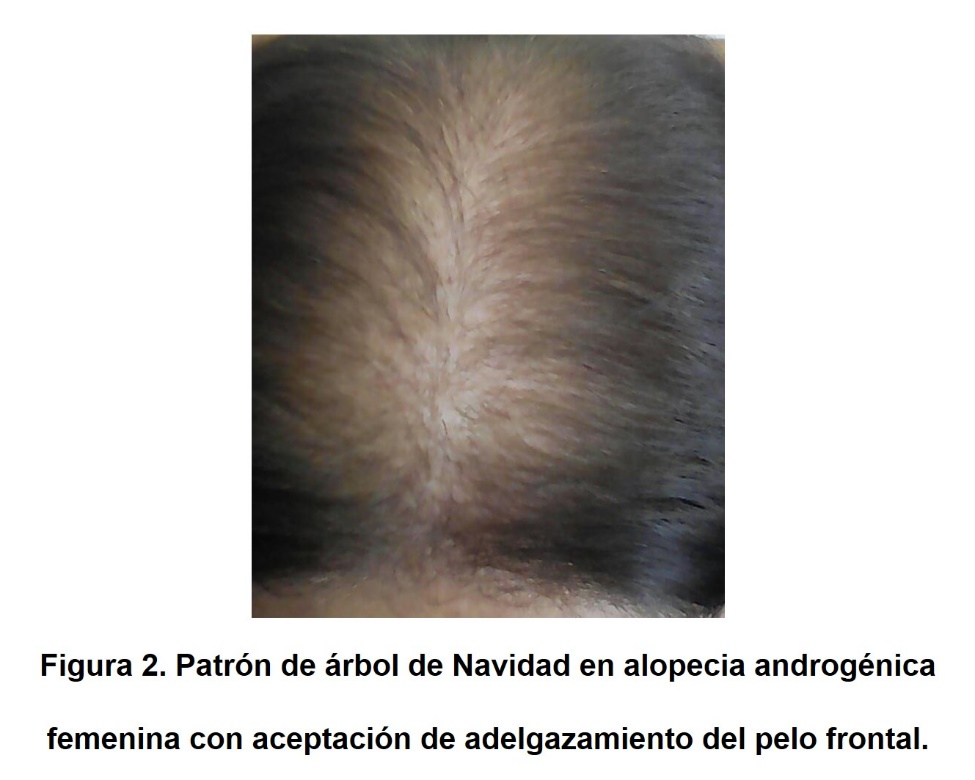 Figura 2. Patrón de árbol de Navidad en alopecia androgénica
femenina con aceptación de adelgazamiento del pelo frontal.